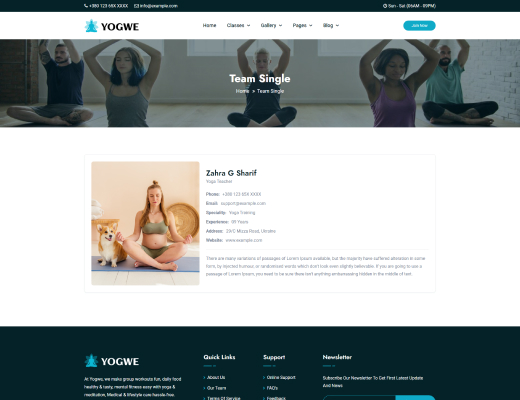 +380 123 65X XXXX info@example.com Sun - Sat (06AM - 09PM)
YOGWE Home Classes Gallery Pages Blog Join Now
Team Single
Home » Team Single
Zahra G Sharif
Yoga Teacher
Phone: +380 123 65X XXXX
Email: support@example.com
Speciality: Yoga Training
Experience: 09 Years
Address: Road, Ukraine
Website: www.example.com
There are many variations of passages of Lorem Ipsum available, but the majority have suffered alteration in some
form, by injected humour, or randomised words which don't look even slightly believable. If you are going to use a
passage of Lorem Ipsum, you need to be sure there isn't anything embarrassing hidden in the middle of text.
YOGWE
At Yogwe, we make group workouts fun, daily food
healthy & tasty, mental fitness easy with yoga &
meditation, Medical & lifestyle care hassle-free.
Quick Links
> About Us
> Our Team
> Terms Of Service
Support
> Online Support
> FAQ's
> Feedback
Newsletter
Subscribe Our Newsletter To Get First Latest Update
And News